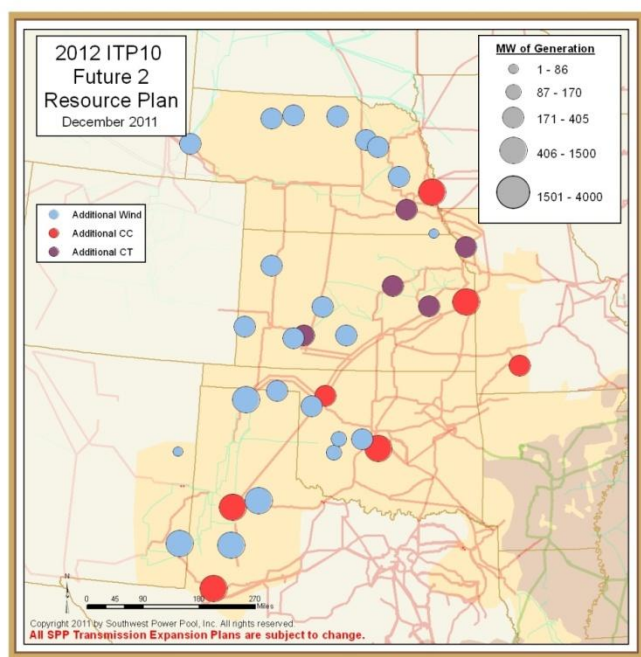 2012 ITP10
Future 2
Resource Plan
December 2011
MW of Generation
1 - 86
87 - 170
171 - 405
406 - 1500
1501 - 4000
Additional Wind
Additional CC
Additional CT
N
0 45 90 180 270
Miles
Copyright 2011 by Southwest Power Pool, Inc. All rights reserved.
All SPP Transmission Expansion Plans are subject to change.